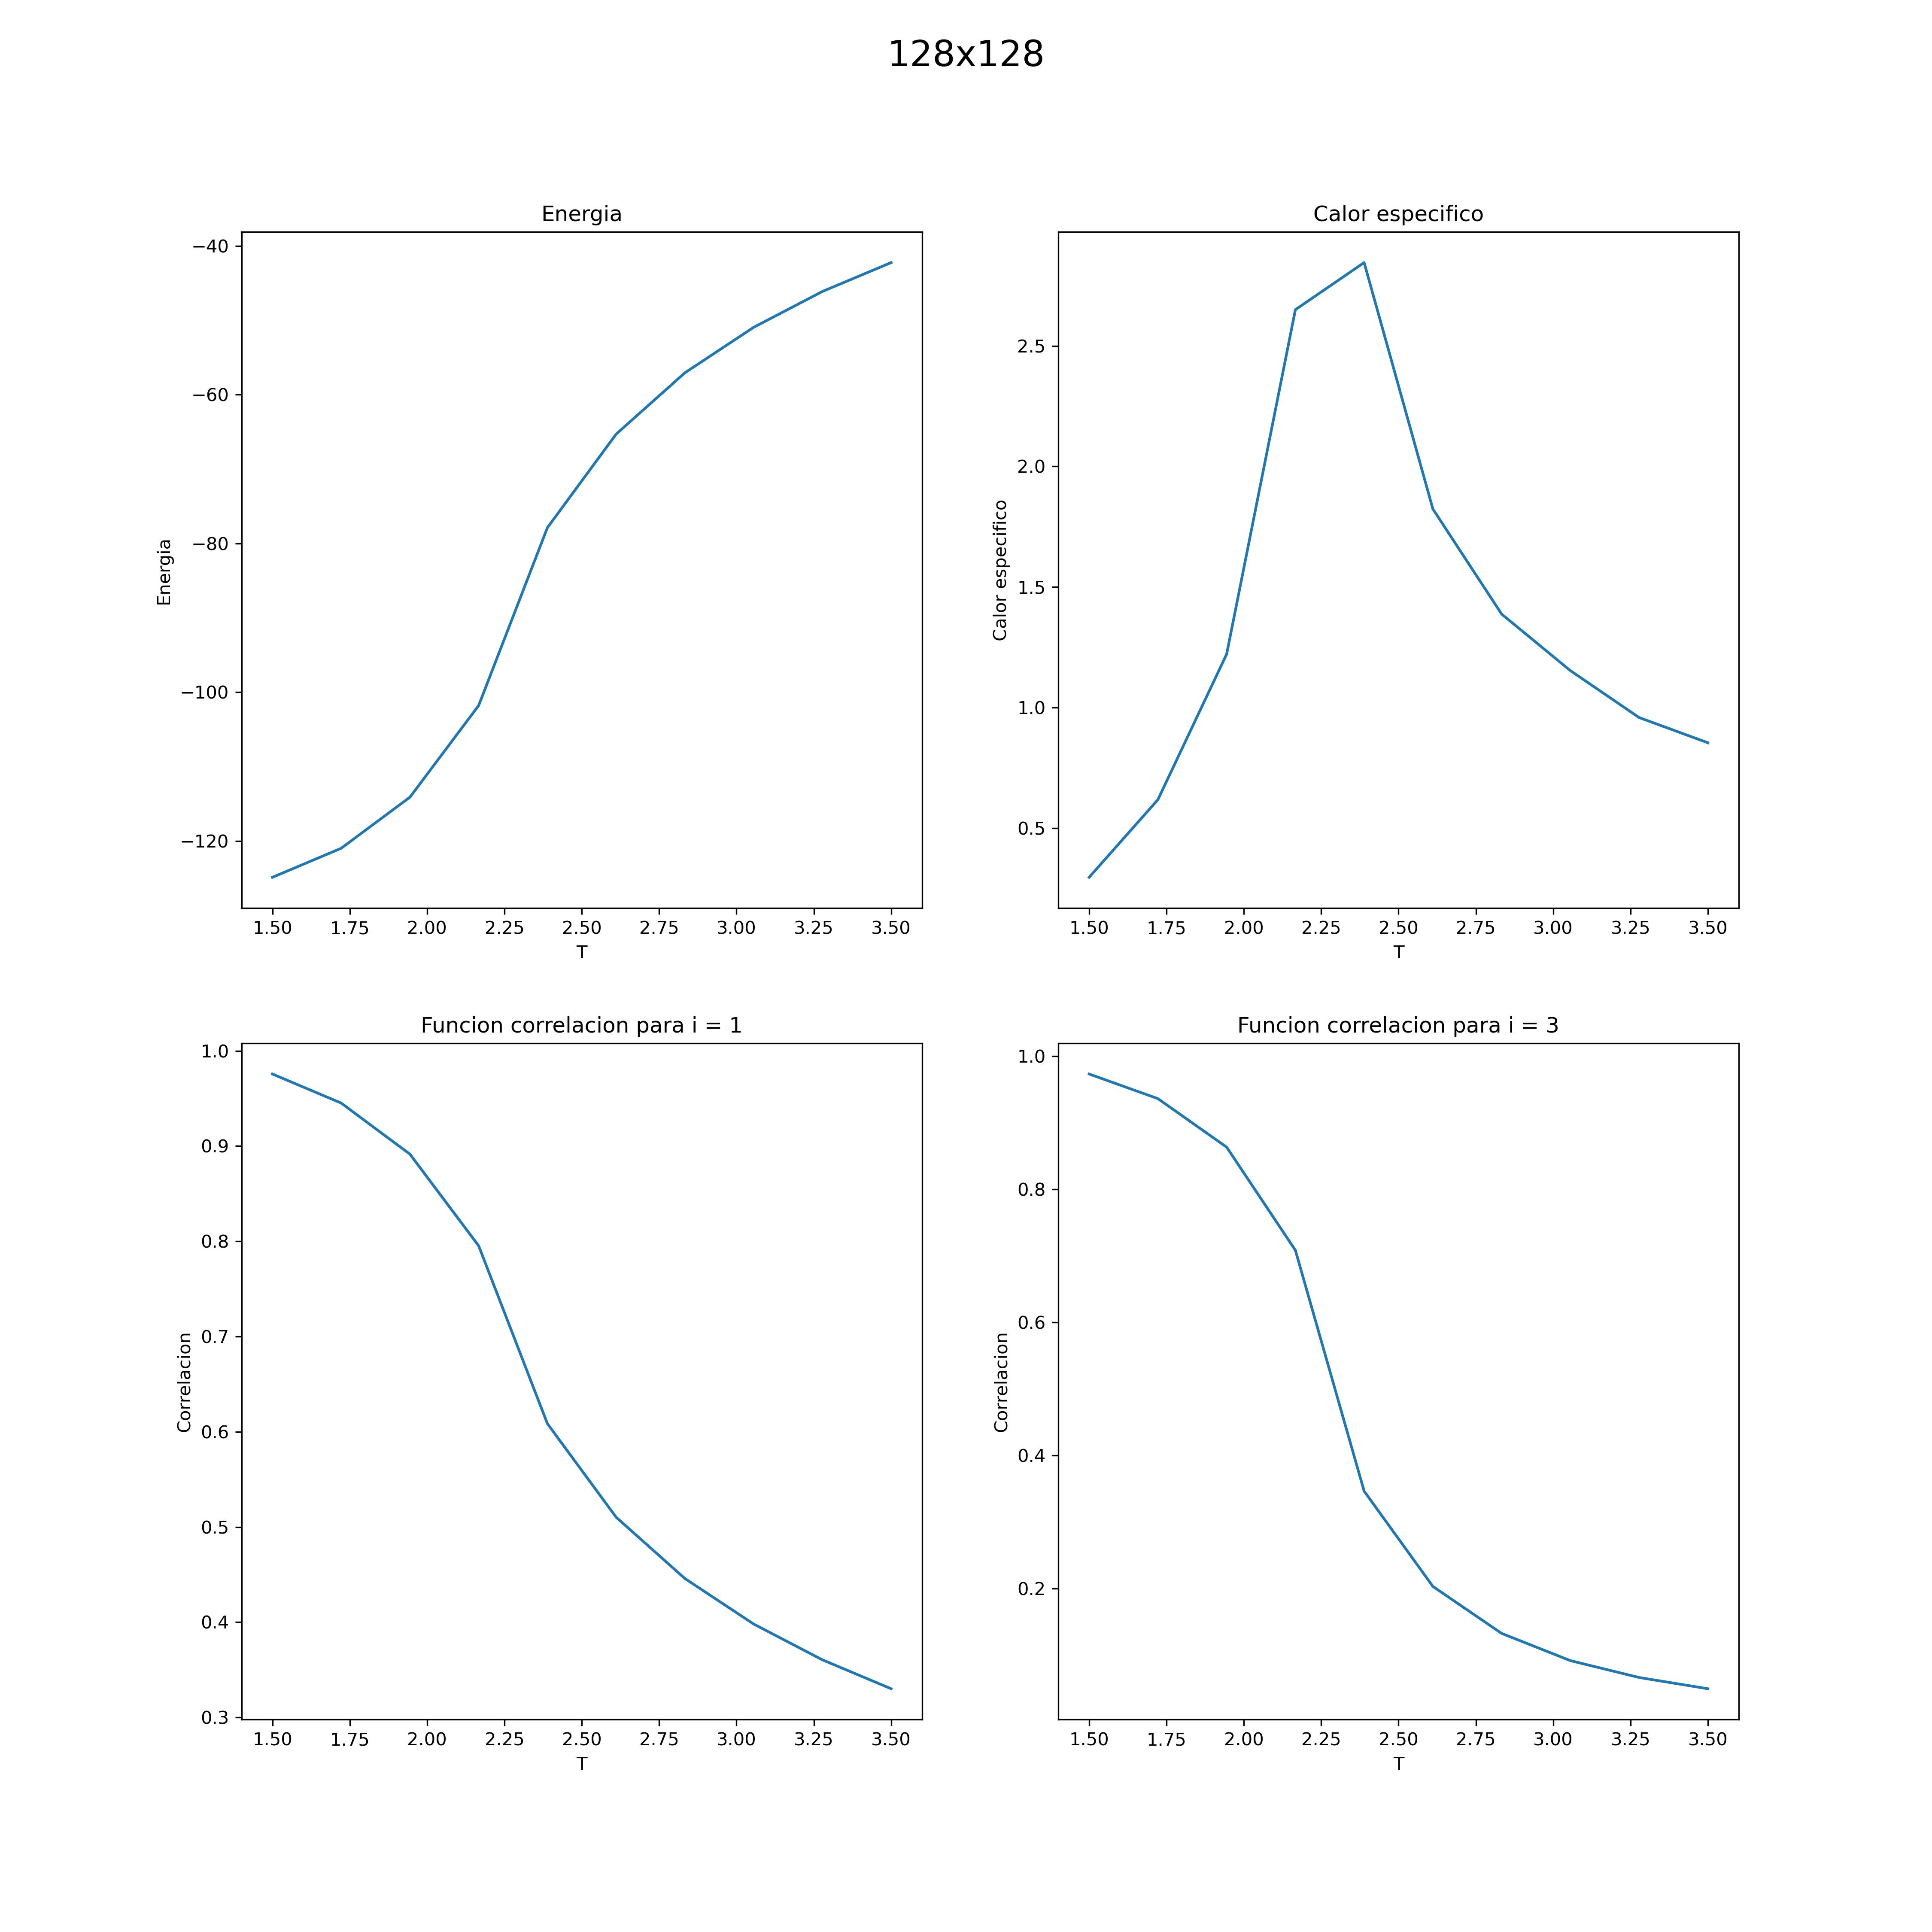 128x128
Energia
Energia
−40
−60
−80
−100
−120
1.50 1.75 2.00 2.25 2.50 2.75 3.00 3.25 3.50
T
Calor especifico
Calor especifico
2.5
2.0
1.5
1.0
0.5
1.50 1.75 2.00 2.25 2.50 2.75 3.00 3.25 3.50
T
Funcion correlacion para i = 1
Correlacion
1.0
0.9
0.8
0.7
0.6
0.5
0.4
0.3
1.50 1.75 2.00 2.25 2.50 2.75 3.00 3.25 3.50
T
Funcion correlacion para i = 3
Correlacion
1.0
0.8
0.6
0.4
0.2
1.50 1.75 2.00 2.25 2.50 2.75 3.00 3.25 3.50
T